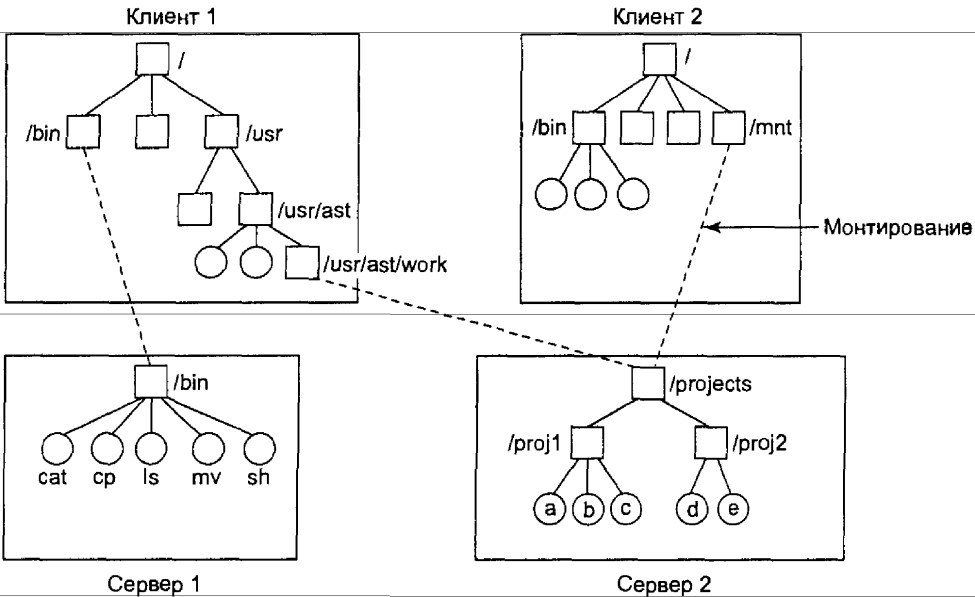 Клиент 1
Клиент 2
/
/
/bin
/usr
/bin
/mnt
/usr/ast
Монтирование
/usr/ast/work
/bin
/projects
/proj1
/proj2
cat cp ls mv sh
a b c d e
Сервер 1
Сервер 2